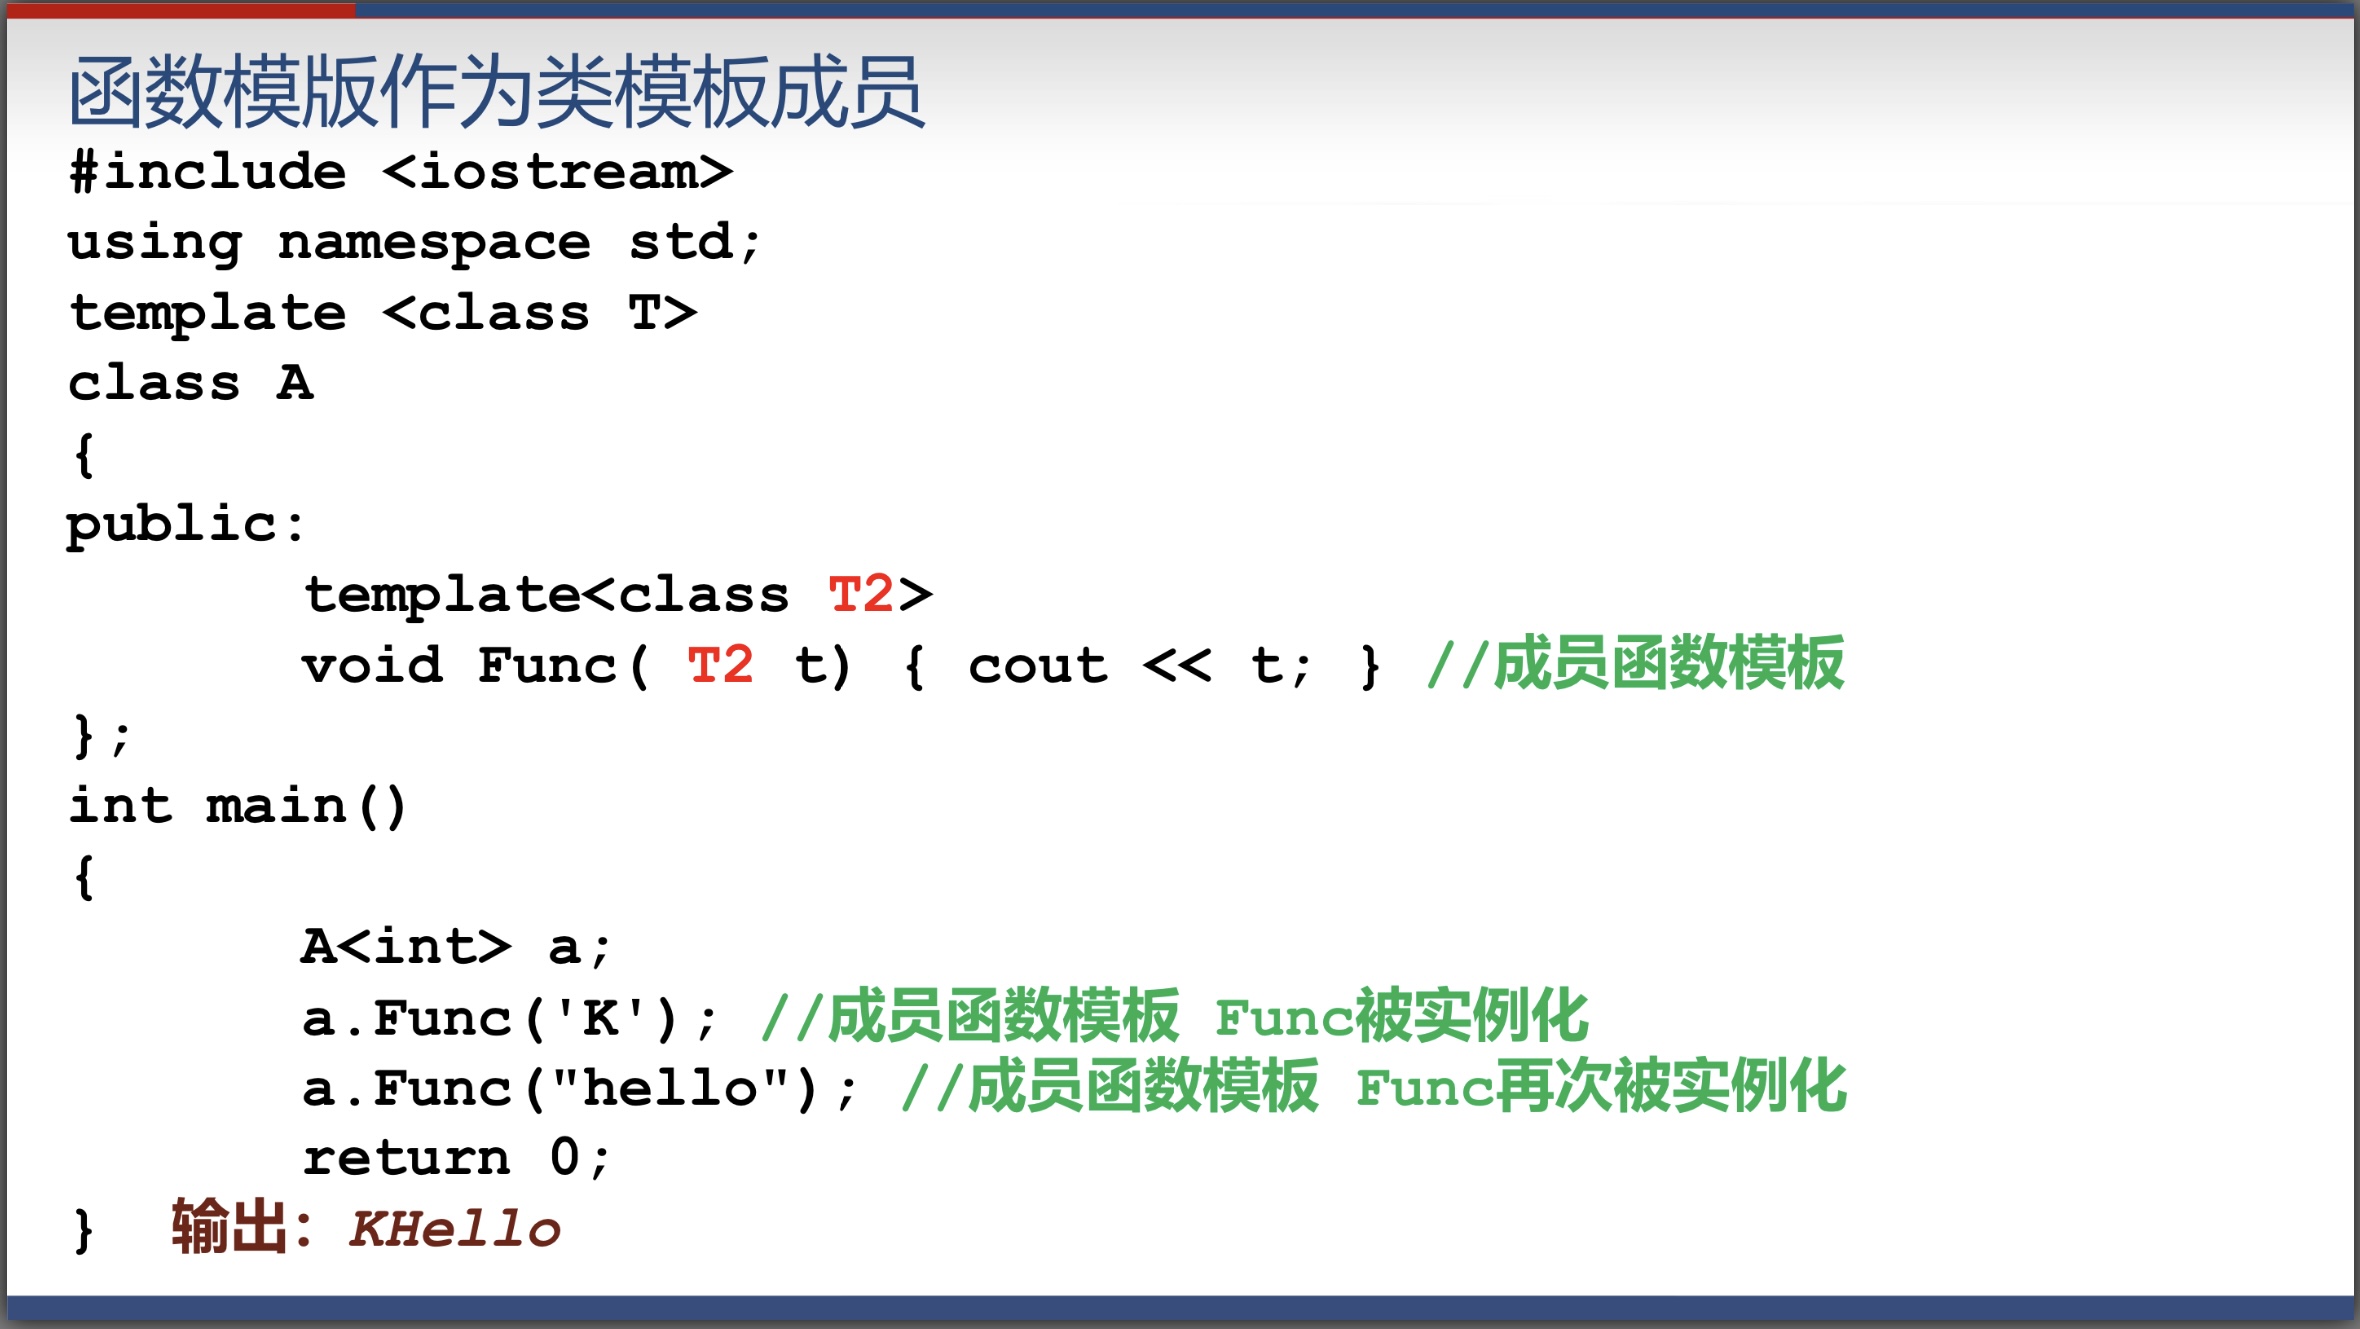 函数模版作为类模板成员
#include <iostream>
using namespace std;
template <class T>
class A
{
public:
template<class T2>
void Func( T2 t) { cout << t; } //成员函数模板
};
int main()
{
A<int> a;
a.Func('K'); //成员函数模板 Func被实例化
a.Func("hello"); //成员函数模板 Func再次被实例化
return 0;
} 输出：KHello